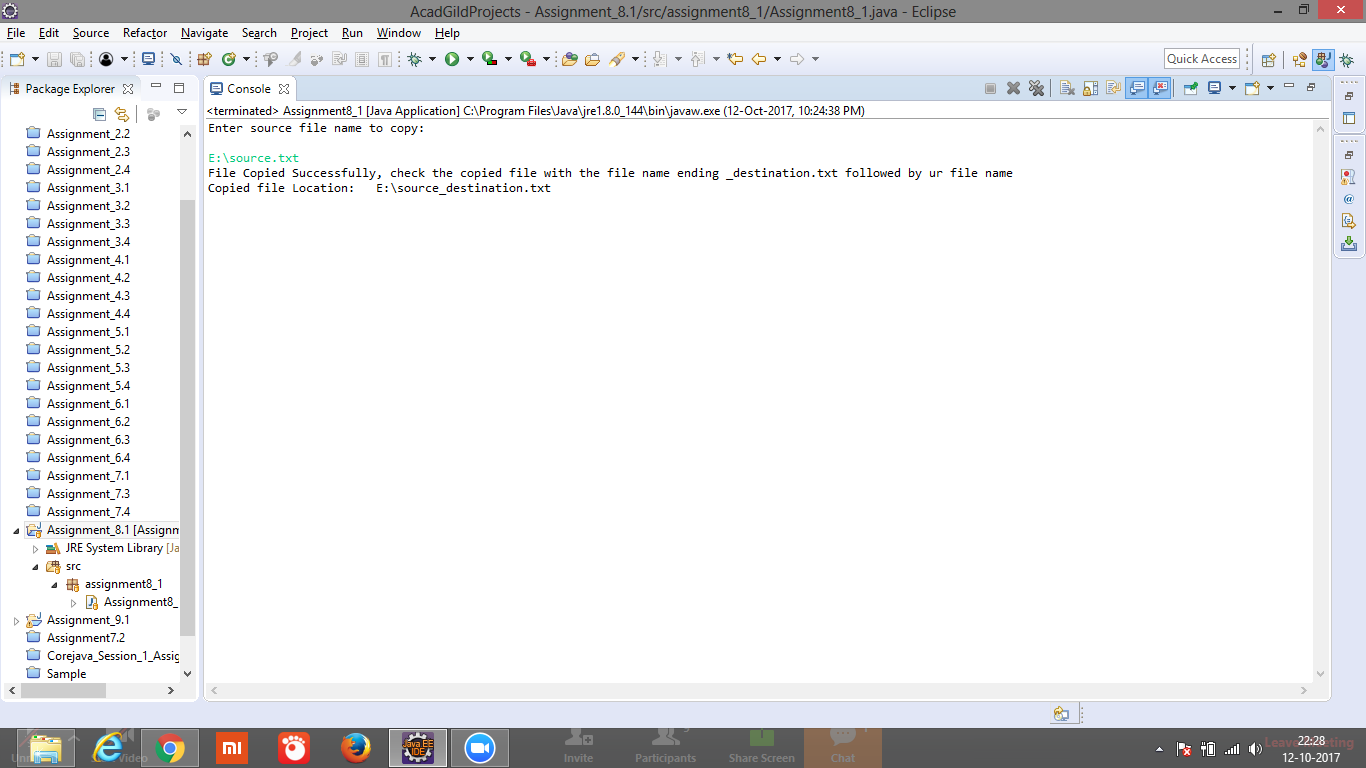 AcadGildProjects - Assignment_8.1/src/assignment8_1/Assignment8_1.java - Eclipse
File Edit Source Refactor Navigate Search Project Run Window Help
Quick Access
Package Explorer
Assignment_2.2
Assignment_2.3
Assignment_2.4
Assignment_3.1
Assignment_3.2
Assignment_3.3
Assignment_3.4
Assignment_4.1
Assignment_4.2
Assignment_4.3
Assignment_4.4
Assignment_5.1
Assignment_5.2
Assignment_5.3
Assignment_5.4
Assignment_6.1
Assignment_6.2
Assignment_6.3
Assignment_6.4
Assignment_7.1
Assignment_7.3
Assignment_7.4
Assignment_8.1 [Assignm
JRE System Library [Ja
src
assignment8_1
Assignment8_
Assignment_9.1
Assignment7.2
Corejava_Session_1_Assig
Sample
Console
<terminated> Assignment8_1 [Java Application] C:\Program Files\Java\jre1.8.0_144\bin\javaw.exe (12-Oct-2017, 10:24:38 PM)
Enter source file name to copy:
E:\source.txt
File Copied Successfully, check the copied file with the file name ending _destination.txt followed by ur file name
Copied file Location: E:\source_destination.txt
Video
Java EE
IDE
Invite
Participants
Share Screen
Chat
Leave Meeting
22:28
12-10-2017